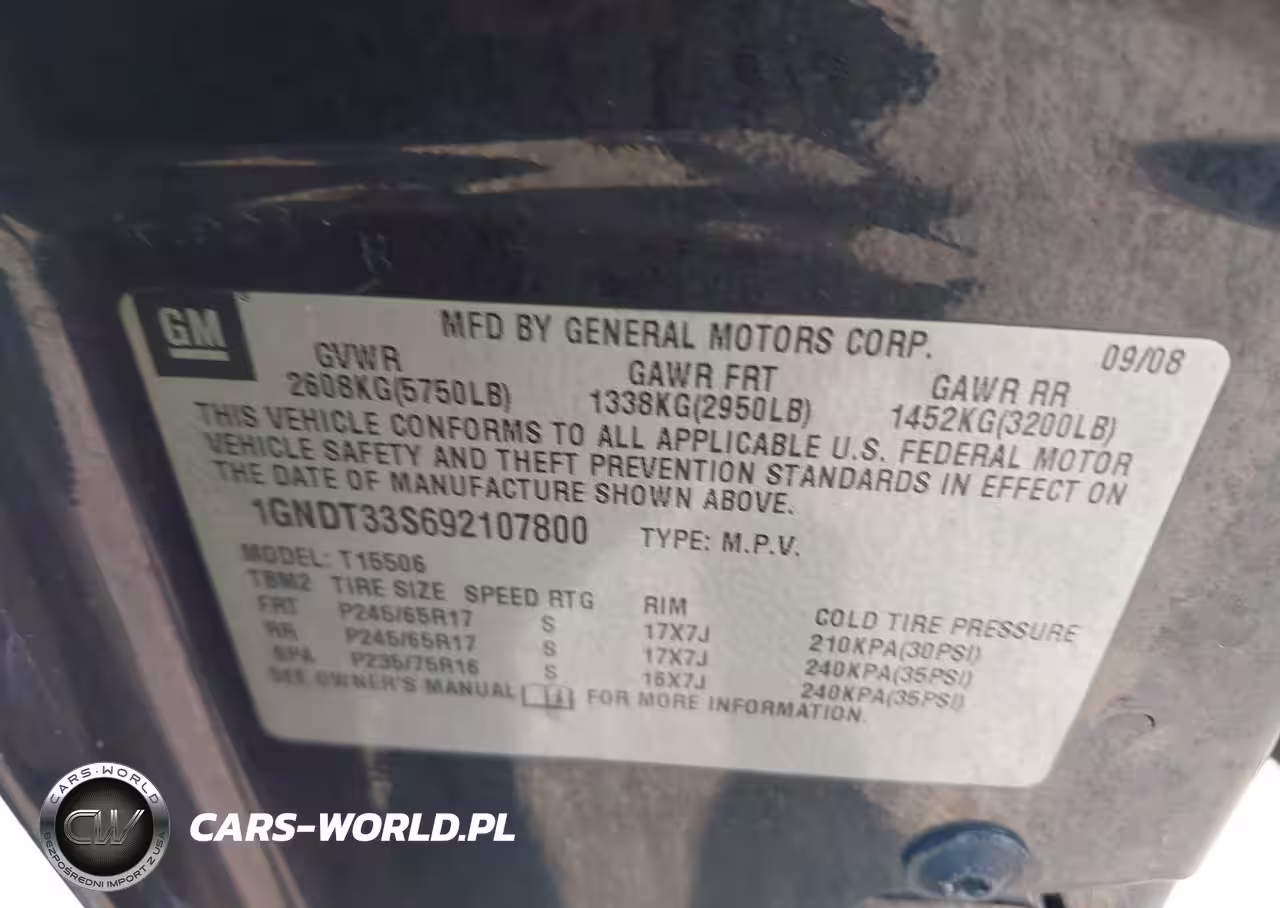 GM
MFD BY GENERAL MOTORS CORP. 09/08
GVWR GAWR FRT GAWR RR
2608KG(5750LB) 1338KG(2950LB) 1452KG(3200LB)
THIS VEHICLE CONFORMS TO ALL APPLICABLE U.S. FEDERAL MOTOR
VEHICLE SAFETY AND THEFT PREVENTION STANDARDS IN EFFECT ON
THE DATE OF MANUFACTURE SHOWN ABOVE.
1GNDT33S692107800 TYPE: M.P.V.
MODEL: T15506
TBM2 TIRE SIZE SPEED RTG RIM COLD TIRE PRESSURE
FRT P245/65R17 S 17X7J 210KPA(30PSI)
RR P245/65R17 S 17X7J 240KPA(35PSI)
SPA P235/75R16 S 16X7J 240KPA(35PSI)
SEE OWNER'S MANUAL FOR MORE INFORMATION.
CARS-WORLD
CW
BEZPOŚREDNI IMPORT Z USA
CARS-WORLD.PL